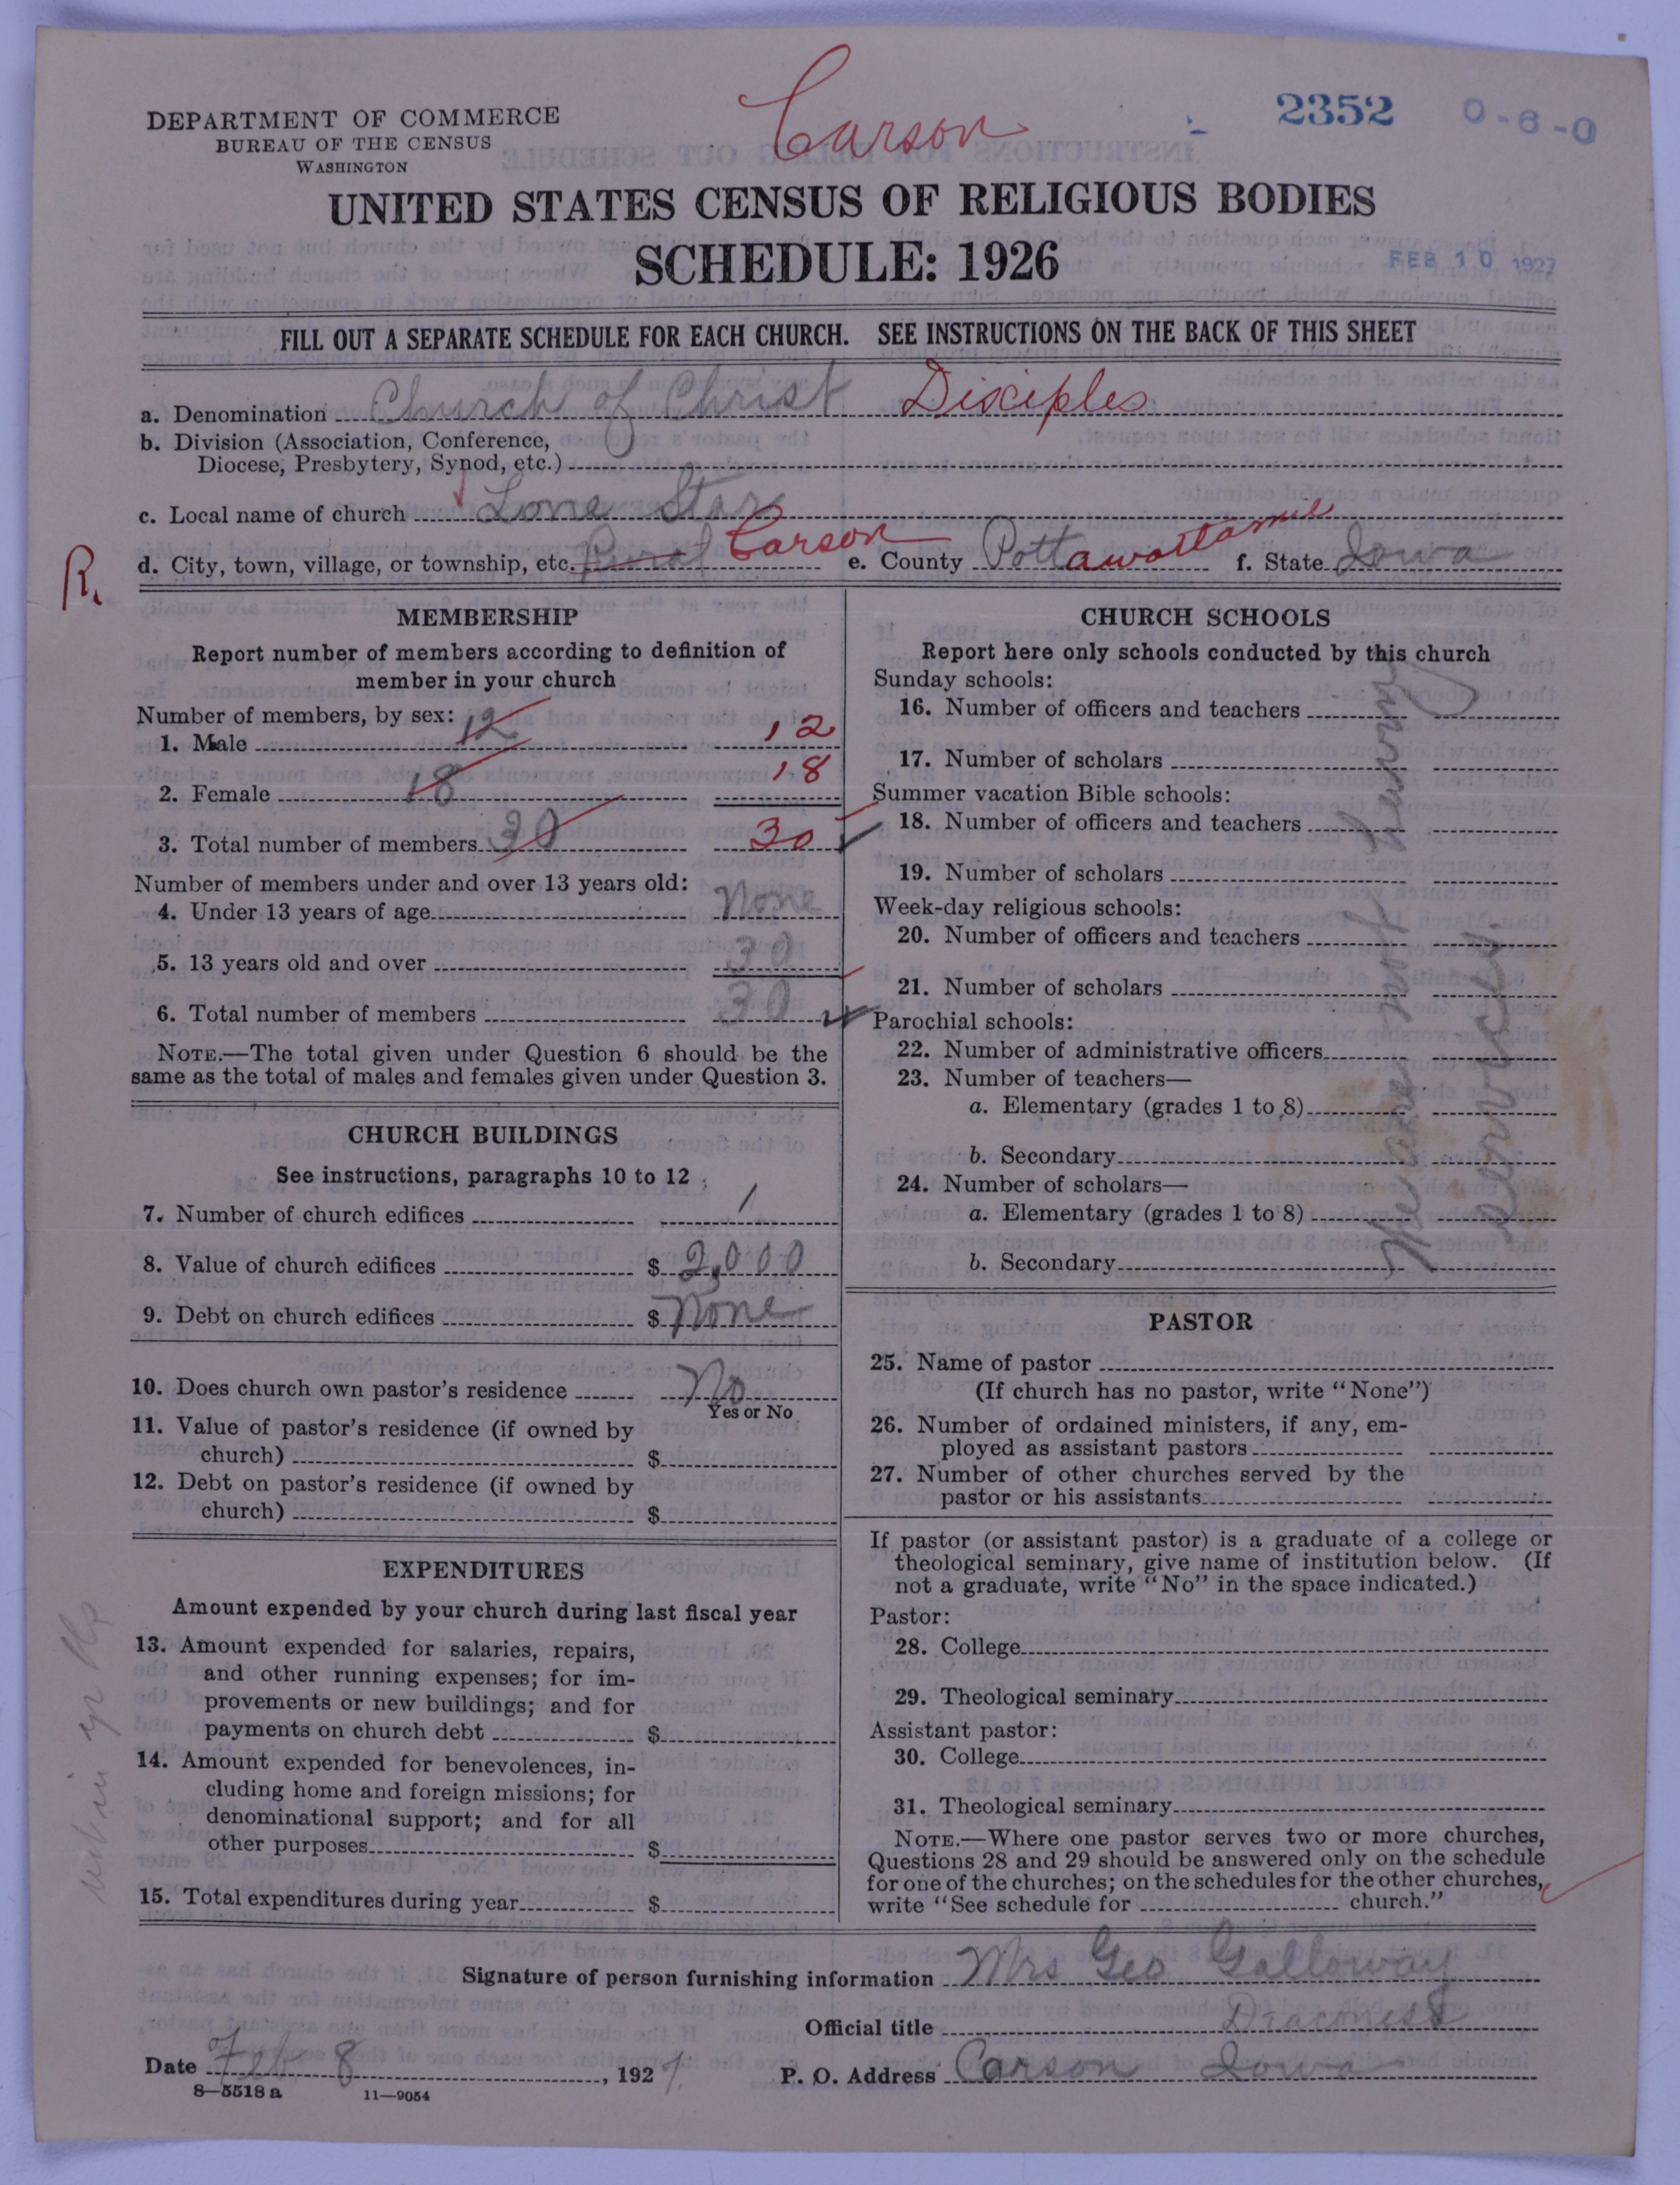 Carson
2352 0-6-0
DEPARTMENT OF COMMERCE
BUREAU OF THE CENSUS
WASHINGTON
UNITED STATES CENSUS OF RELIGIOUS BODIES
SCHEDULE: 1926
FEB 10 1927
FILL OUT A SEPARATE SCHEDULE FOR EACH CHURCH. SEE INSTRUCTIONS ON THE BACK OF THIS SHEET
a. Denomination Church of Christ Disciples
b. Division (Association, Conference,
Diocese, Presbytery, Synod, etc.)
c. Local name of church Lone Star
R. d. City, town, village, or township, etc. Rural Carson e. County Pottawattamie f. State Iowa
MEMBERSHIP
Report number of members according to definition of
member in your church
Number of members, by sex:
1. Male 12 12
2. Female 18 18
3. Total number of members 30 30
Number of members under and over 13 years old:
4. Under 13 years of age None
5. 13 years old and over 30
6. Total number of members 30
NOTE.—The total given under Question 6 should be the
same as the total of males and females given under Question 3.
CHURCH BUILDINGS
See instructions, paragraphs 10 to 12
7. Number of church edifices 1
8. Value of church edifices $ 2,000
9. Debt on church edifices $ None
10. Does church own pastor's residence No
Yes or No
11. Value of pastor's residence (if owned by
church) $
12. Debt on pastor's residence (if owned by
church) $
EXPENDITURES
Amount expended by your church during last fiscal year
13. Amount expended for salaries, repairs,
and other running expenses; for im-
provements or new buildings; and for
payments on church debt $
14. Amount expended for benevolences, in-
cluding home and foreign missions; for
denominational support; and for all
other purposes $
15. Total expenditures during year $
CHURCH SCHOOLS
Report here only schools conducted by this church
Sunday schools:
16. Number of officers and teachers
17. Number of scholars
Summer vacation Bible schools:
18. Number of officers and teachers
19. Number of scholars
Week-day religious schools:
20. Number of officers and teachers
21. Number of scholars
Parochial schools:
22. Number of administrative officers
23. Number of teachers—
a. Elementary (grades 1 to 8)
b. Secondary
24. Number of scholars—
a. Elementary (grades 1 to 8)
b. Secondary
We are not having
services
PASTOR
25. Name of pastor
(If church has no pastor, write "None")
26. Number of ordained ministers, if any, em-
ployed as assistant pastors
27. Number of other churches served by the
pastor or his assistants
If pastor (or assistant pastor) is a graduate of a college or
theological seminary, give name of institution below. (If
not a graduate, write "No" in the space indicated.)
Pastor:
28. College
29. Theological seminary
Assistant pastor:
30. College
31. Theological seminary
NOTE.—Where one pastor serves two or more churches,
Questions 28 and 29 should be answered only on the schedule
for one of the churches; on the schedules for the other churches,
write "See schedule for church."
Signature of person furnishing information Mrs Geo Galloway
Official title Deaconess
Date Feb 8, 1927. P. O. Address Carson Iowa
8—5518 a 11—9054